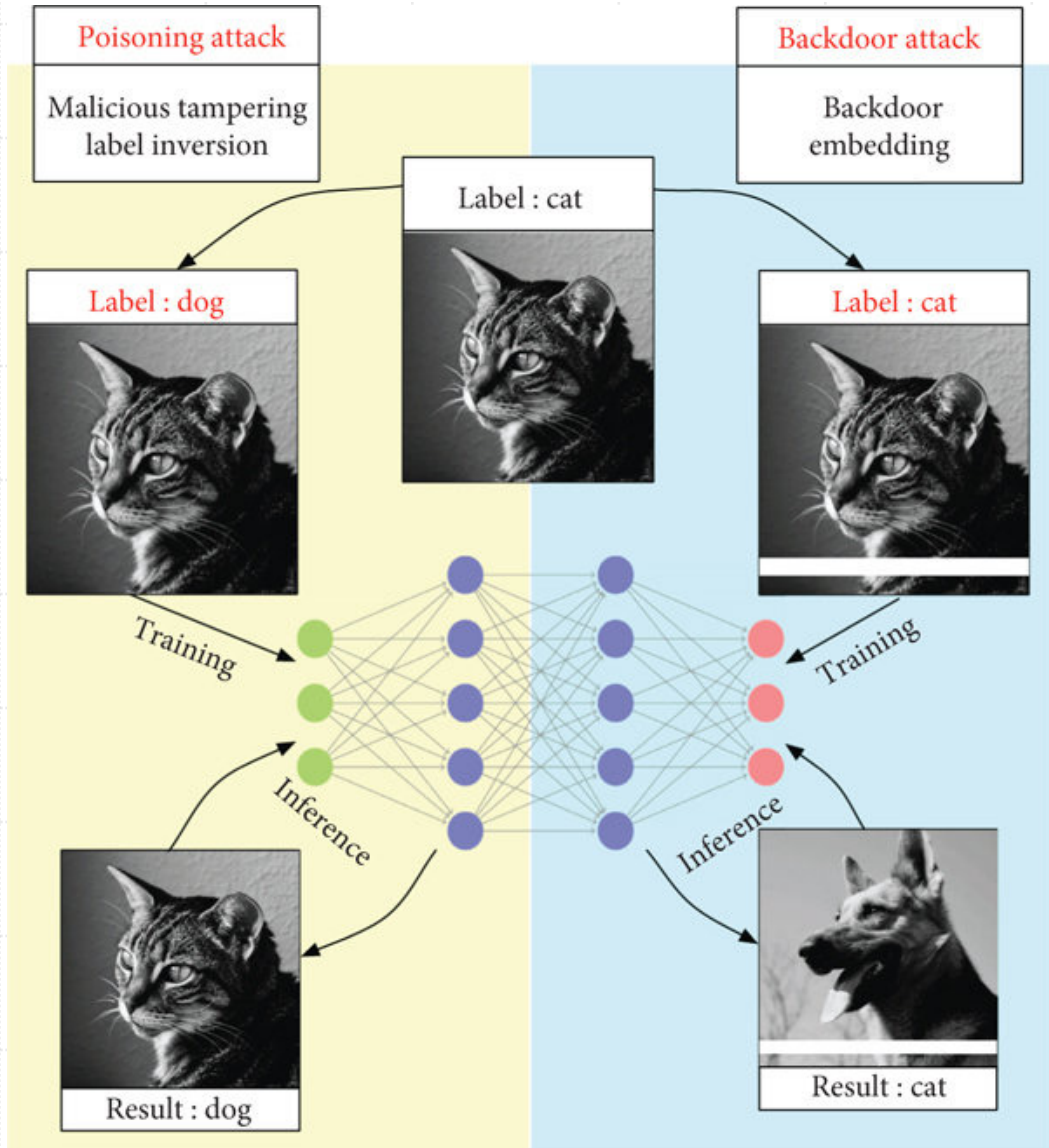 Poisoning attack
Malicious tampering
label inversion
Backdoor attack
Backdoor
embedding
Label : cat
Label : dog
Label : cat
Training
Training
Inference
Inference
Result : dog
Result : cat